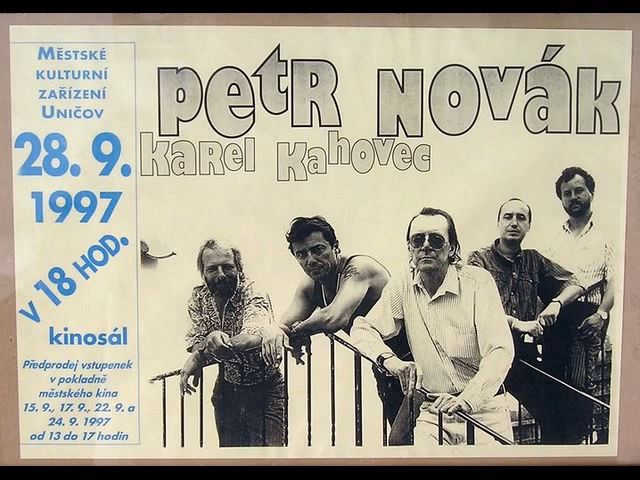 Městské
kulturní
zařízení
Uničov
28. 9.
1997
v 18 hod.
kinosál
Předprodej vstupenek
v pokladně
městského kina
15. 9., 17. 9., 22. 9. a
24. 9. 1997
od 13 do 17 hodin
Petr Novák
Karel Kahovec